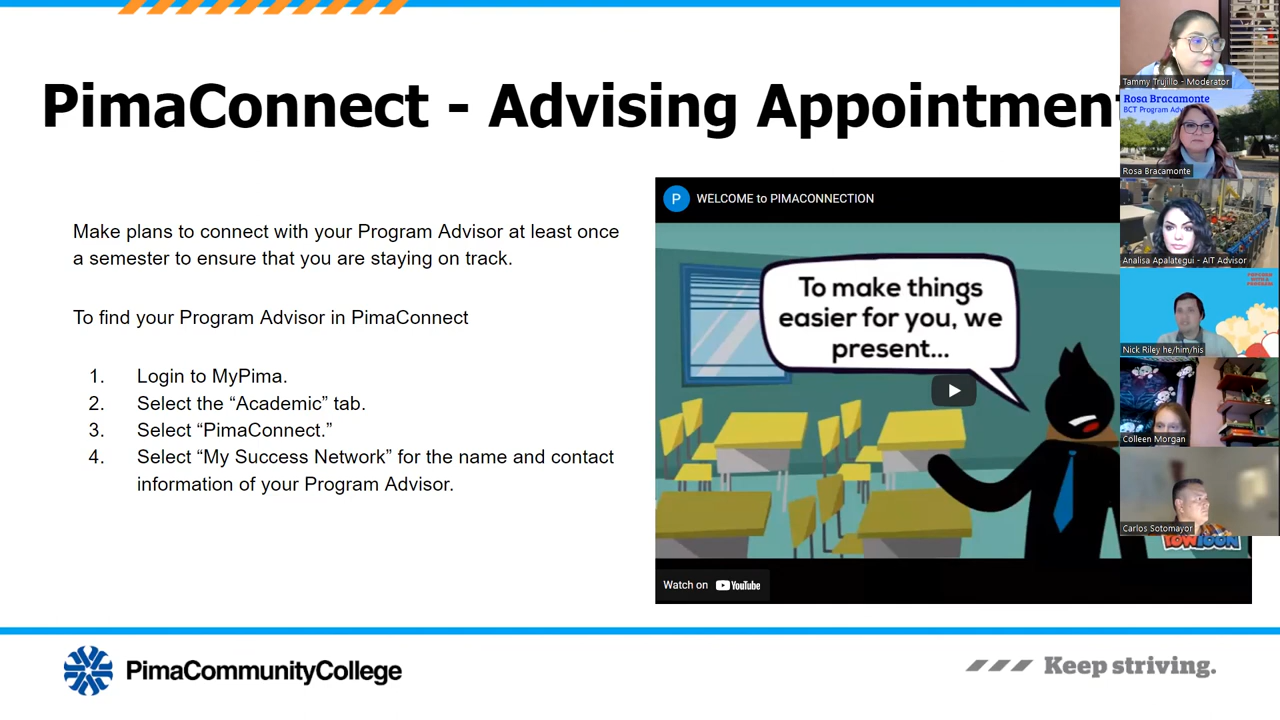 PimaConnect - Advising Appointment
Make plans to connect with your Program Advisor at least once
a semester to ensure that you are staying on track.
To find your Program Advisor in PimaConnect
1. Login to MyPima.
2. Select the “Academic” tab.
3. Select “PimaConnect.”
4. Select “My Success Network” for the name and contact
information of your Program Advisor.
P WELCOME to PIMACONNECTION
To make things
easier for you, we
present...
Watch on YouTube
Tammy Trujillo - Moderator
Rosa Bracamonte
BCT Program Adv
Rosa Bracamonte
Analisa Apalategui - AIT Advisor
Nick Riley he/him/his
Colleen Morgan
Carlos Sotomayor
PimaCommunityCollege
Keep striving.